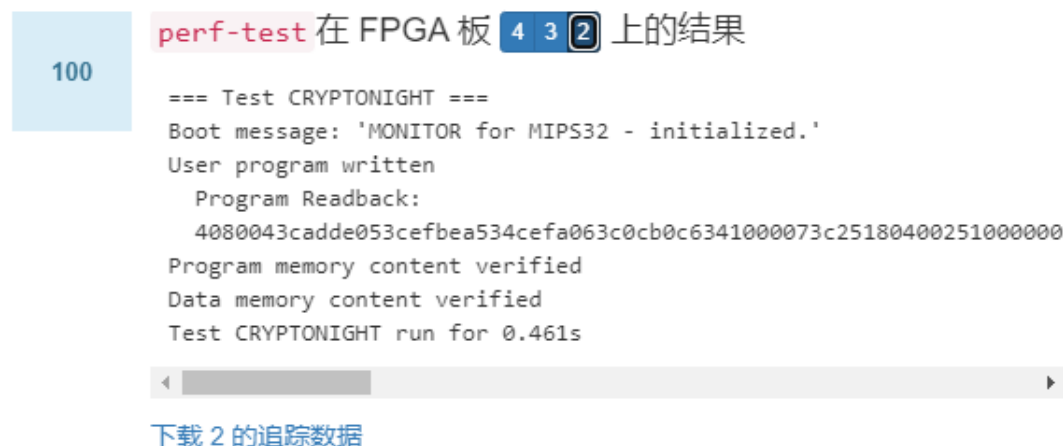 100
perf-test 在 FPGA 板 4 3 2 上的结果
=== Test CRYPTONIGHT ===
Boot message: 'MONITOR for MIPS32 - initialized.'
User program written
Program Readback:
4080043cadde053cefbea534cefa063c0cb0c6341000073c25180400251000000
Program memory content verified
Data memory content verified
Test CRYPTONIGHT run for 0.461s
下载 2 的追踪数据